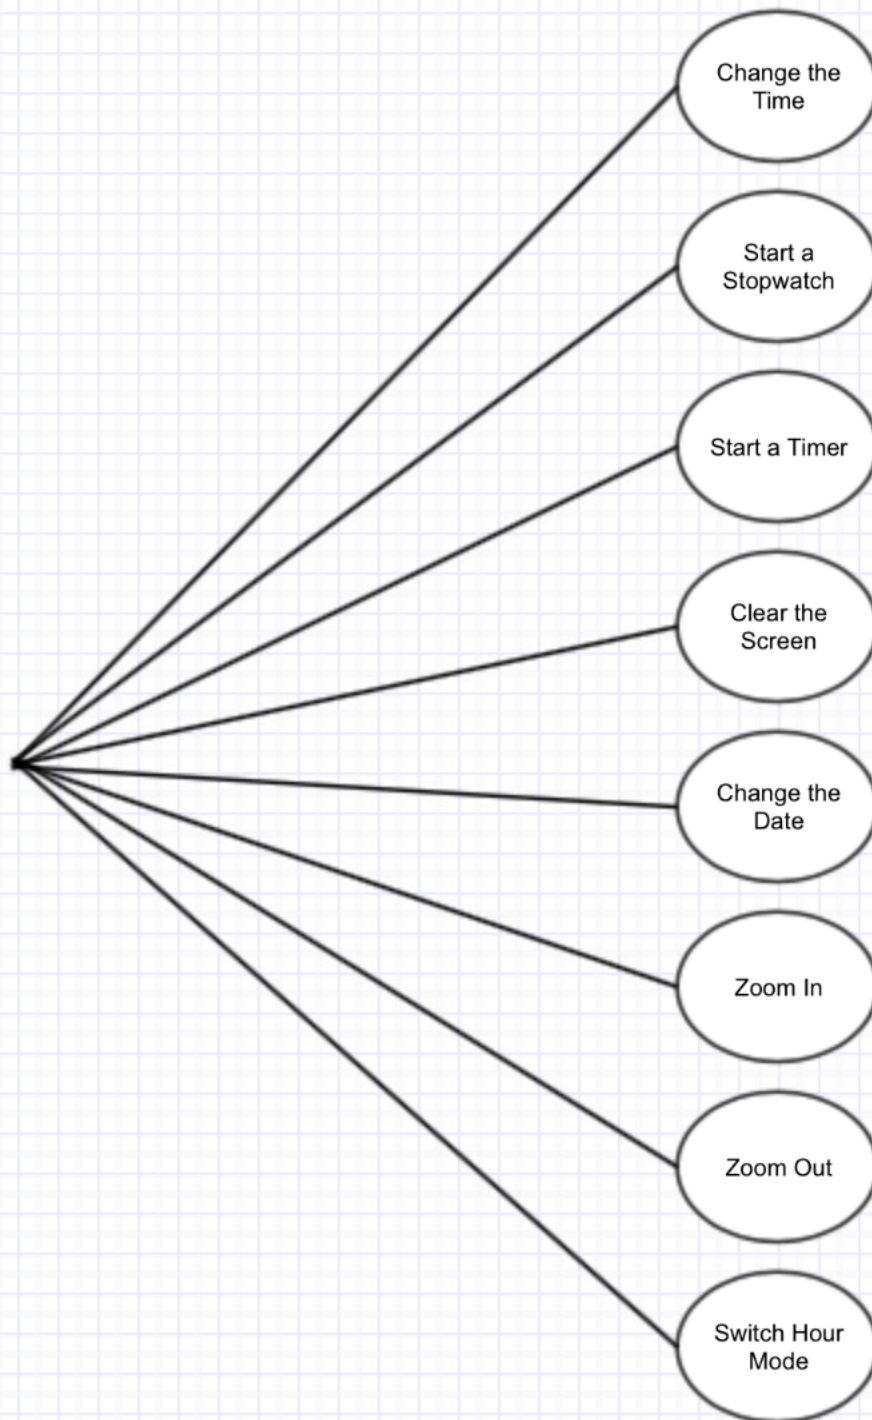 Change the
Time
Start a
Stopwatch
Start a Timer
Clear the
Screen
Change the
Date
Zoom In
Zoom Out
Switch Hour
Mode